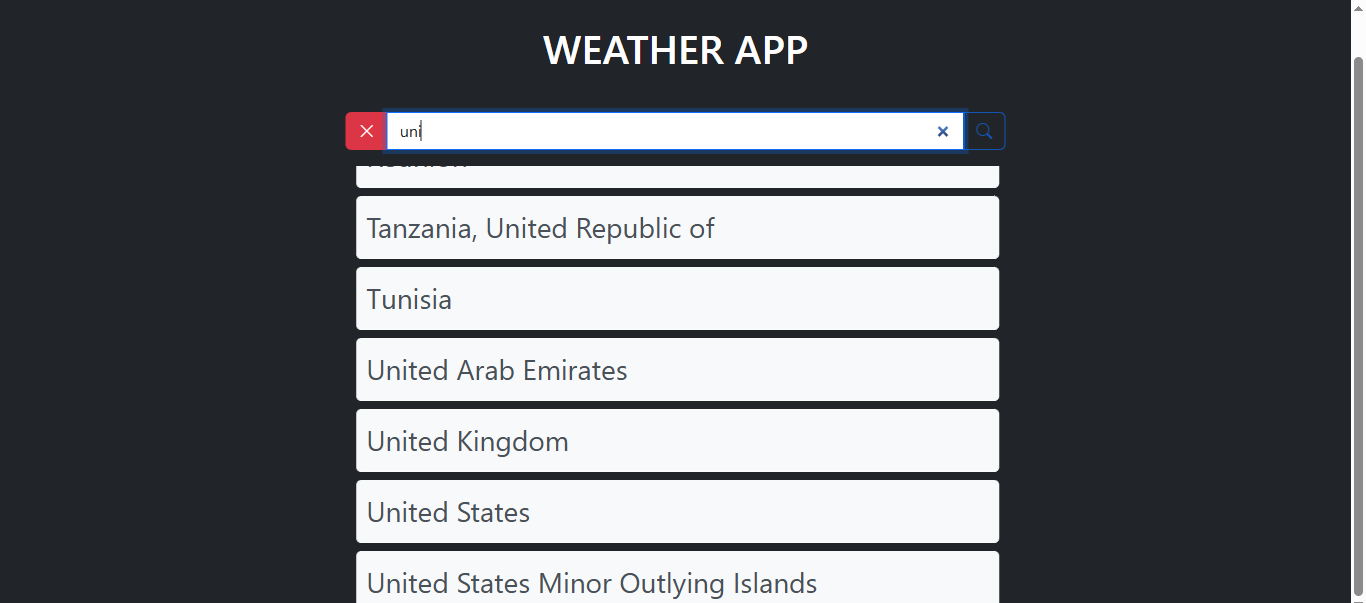 WEATHER APP
uni
Tanzania, United Republic of
Tunisia
United Arab Emirates
United Kingdom
United States
United States Minor Outlying Islands